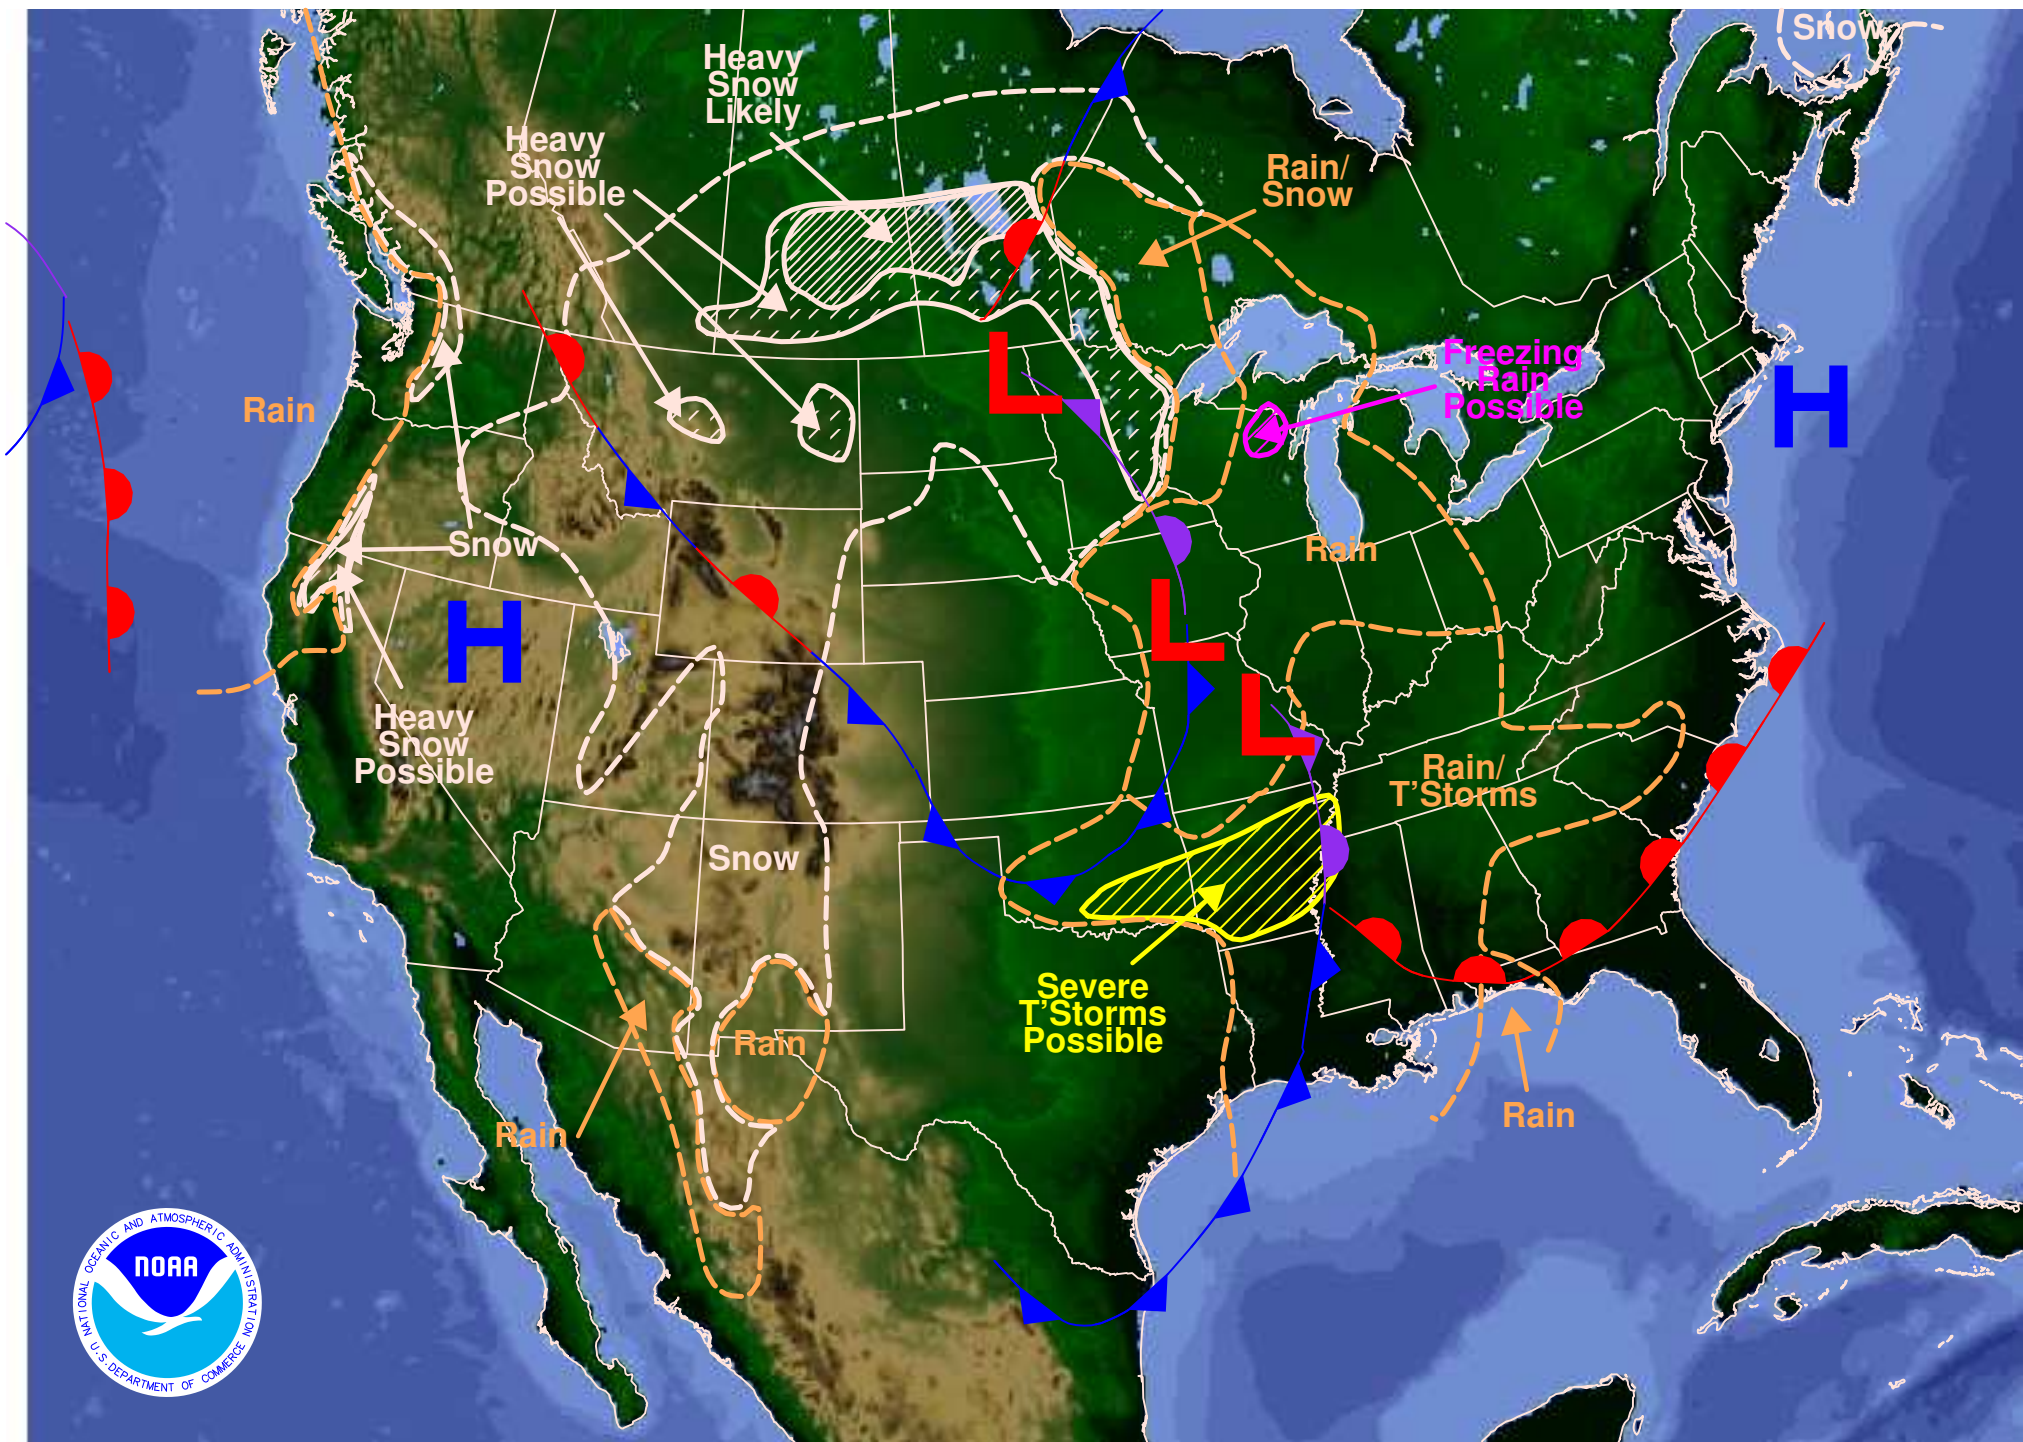 Snow
Heavy
Snow
Likely
Heavy
Snow
Possible
Rain/
Snow
Freezing
Rain
Possible
H
L
Rain
Snow
Rain
H
L
L
Heavy
Snow
Possible
Rain/
T'Storms
Snow
Severe
T'Storms
Possible
Rain
Rain
Rain
NATIONAL OCEANIC AND ATMOSPHERIC ADMINISTRATION
NOAA
U.S. DEPARTMENT OF COMMERCE